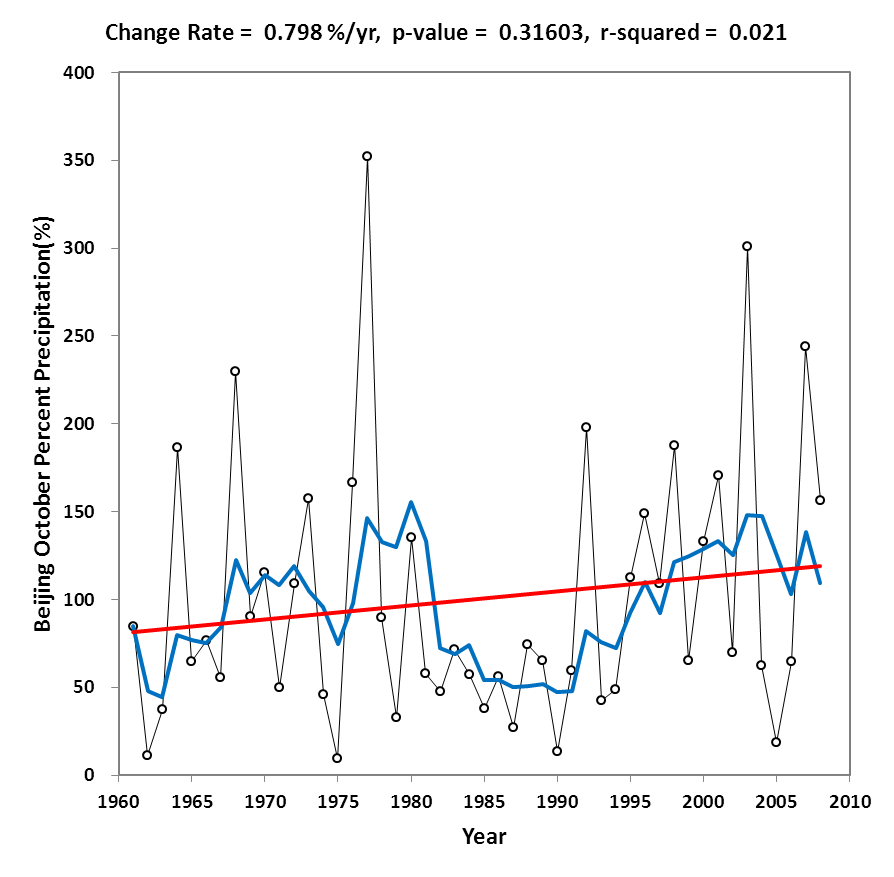 Change Rate = 0.798 %/yr, p-value = 0.31603, r-squared = 0.021
Beijing October Percent Precipitation(%)
400
350
300
250
200
150
100
50
0
1960 1965 1970 1975 1980 1985 1990 1995 2000 2005 2010
Year